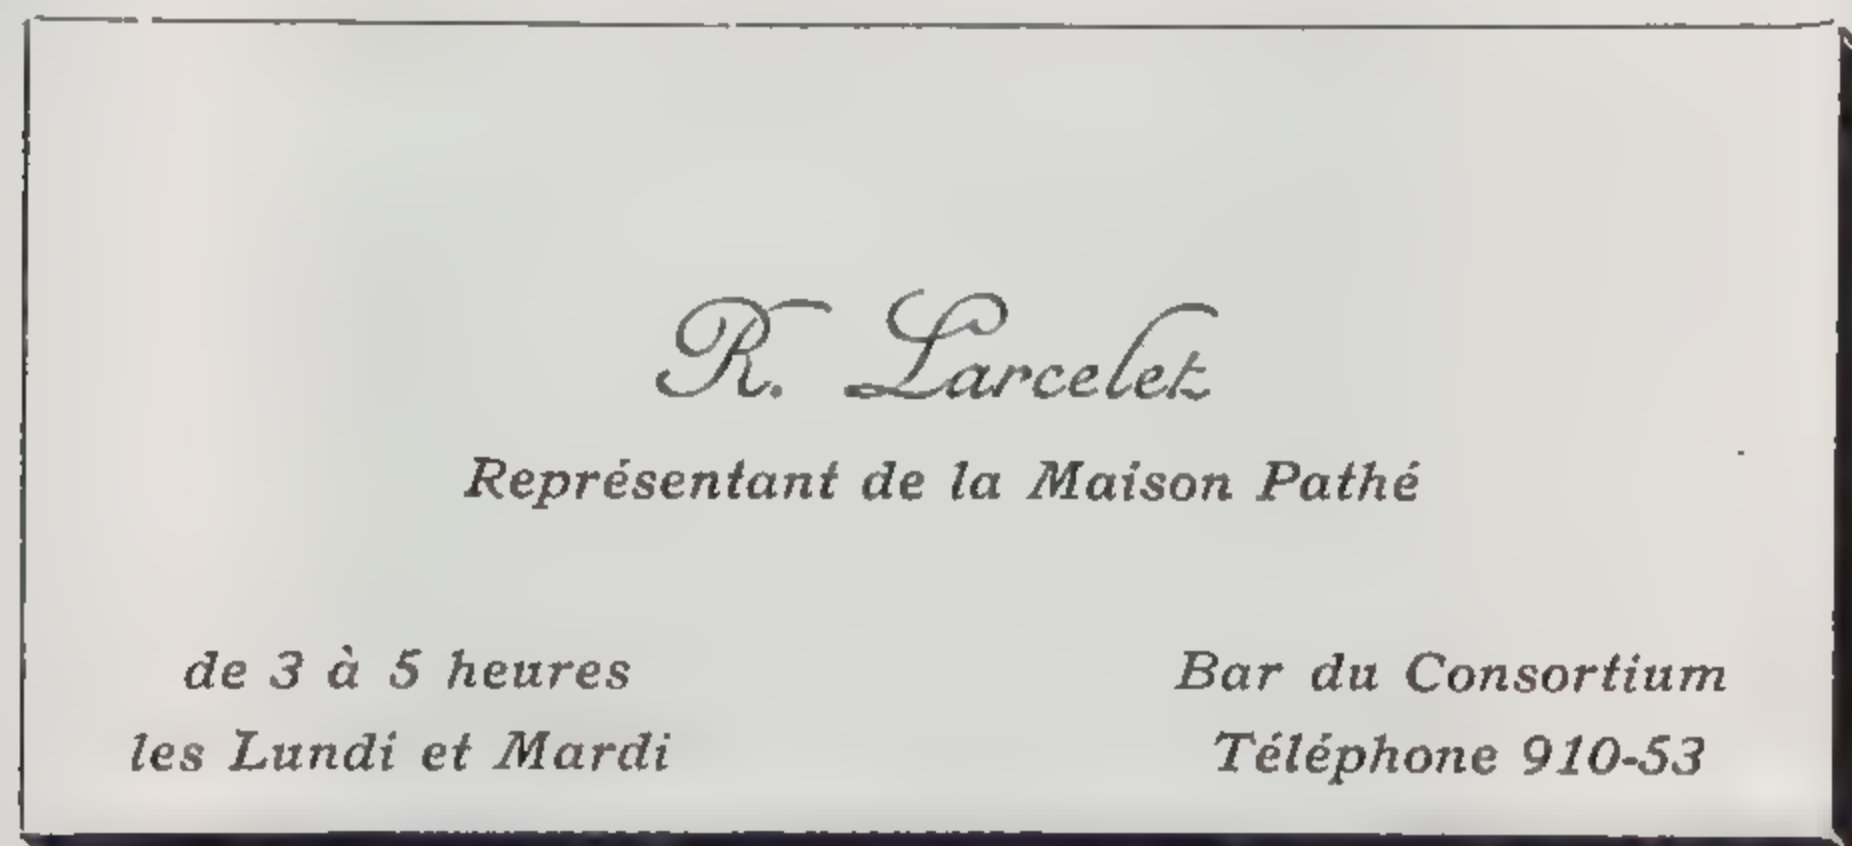 R. Larcelet
Représentant de la Maison Pathé
de 3 à 5 heures
les Lundi et Mardi
Bar du Consortium
Téléphone 910-53